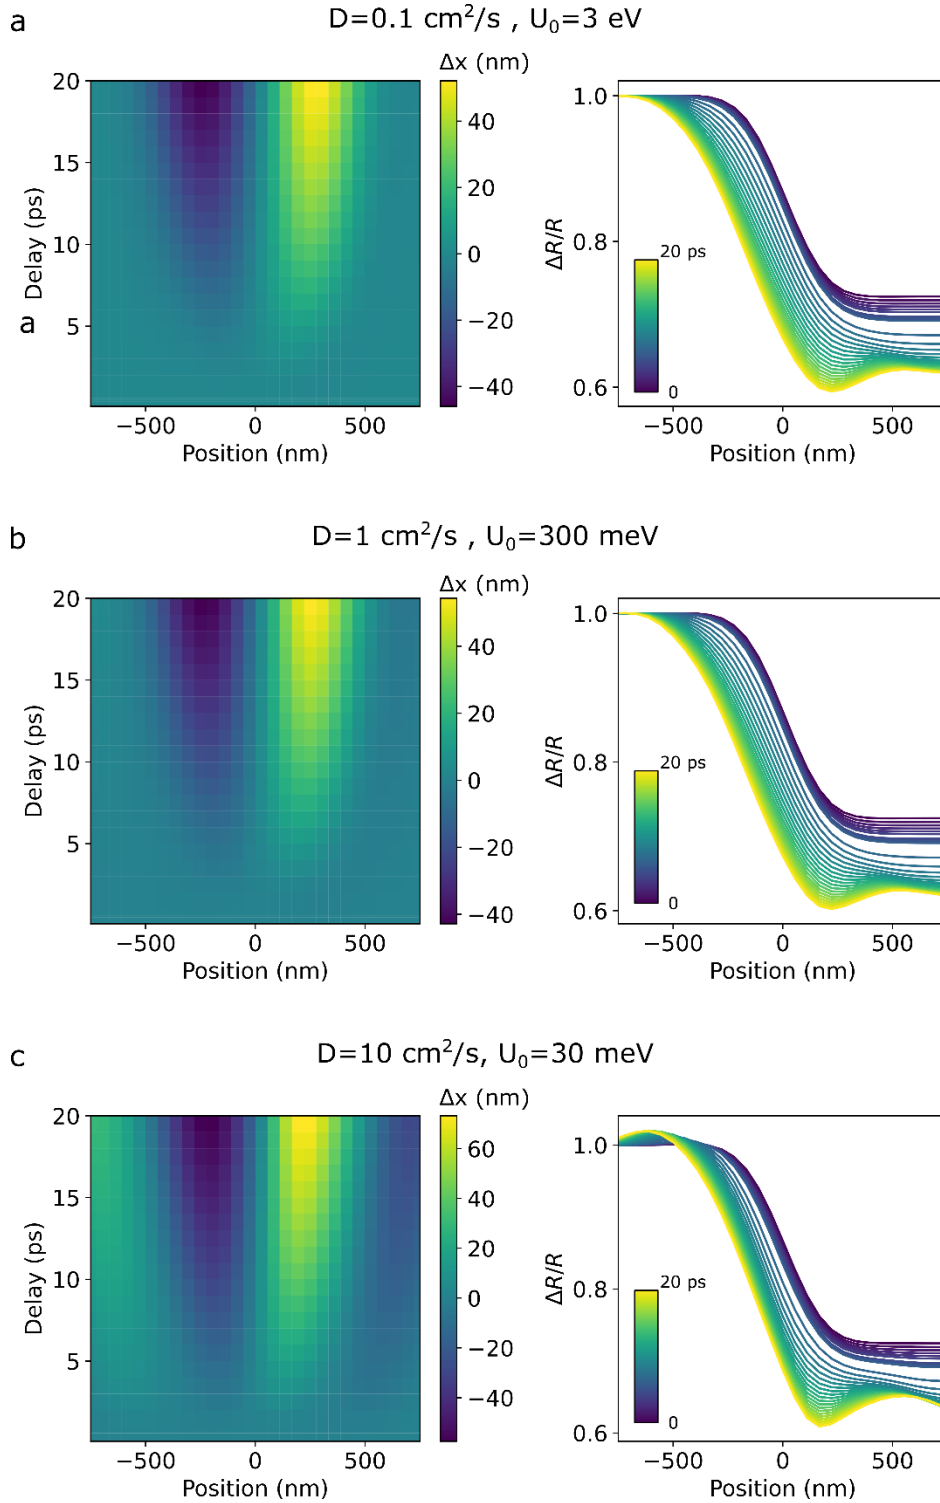 a
D=0.1 cm²/s , U₀=3 eV
Δx (nm)
20
15
10
5
Delay (ps)
a
−500 0 500
Position (nm)
40
20
0
−20
−40
1.0
0.8
0.6
ΔR/R
20 ps
0
−500 0 500
Position (nm)
b
D=1 cm²/s , U₀=300 meV
Δx (nm)
20
15
10
5
Delay (ps)
−500 0 500
Position (nm)
40
20
0
−20
−40
1.0
0.8
0.6
ΔR/R
20 ps
0
−500 0 500
Position (nm)
c
D=10 cm²/s, U₀=30 meV
Δx (nm)
20
15
10
5
Delay (ps)
−500 0 500
Position (nm)
60
40
20
0
−20
−40
1.0
0.8
0.6
ΔR/R
20 ps
0
−500 0 500
Position (nm)